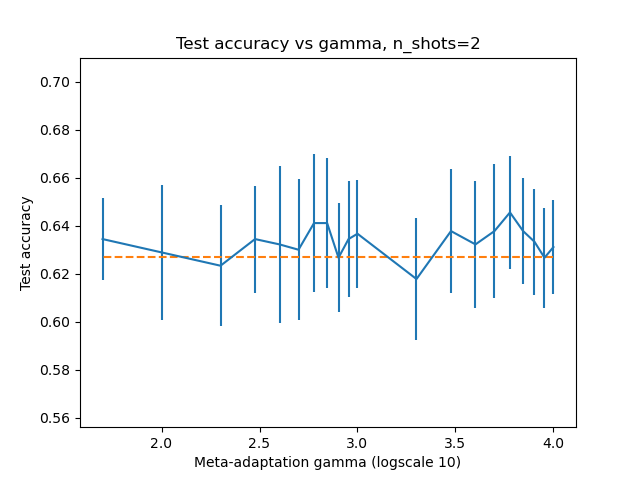 Test accuracy vs gamma, n_shots=2
Test accuracy
0.70
0.68
0.66
0.64
0.62
0.60
0.58
0.56
2.0 2.5 3.0 3.5 4.0
Meta-adaptation gamma (logscale 10)